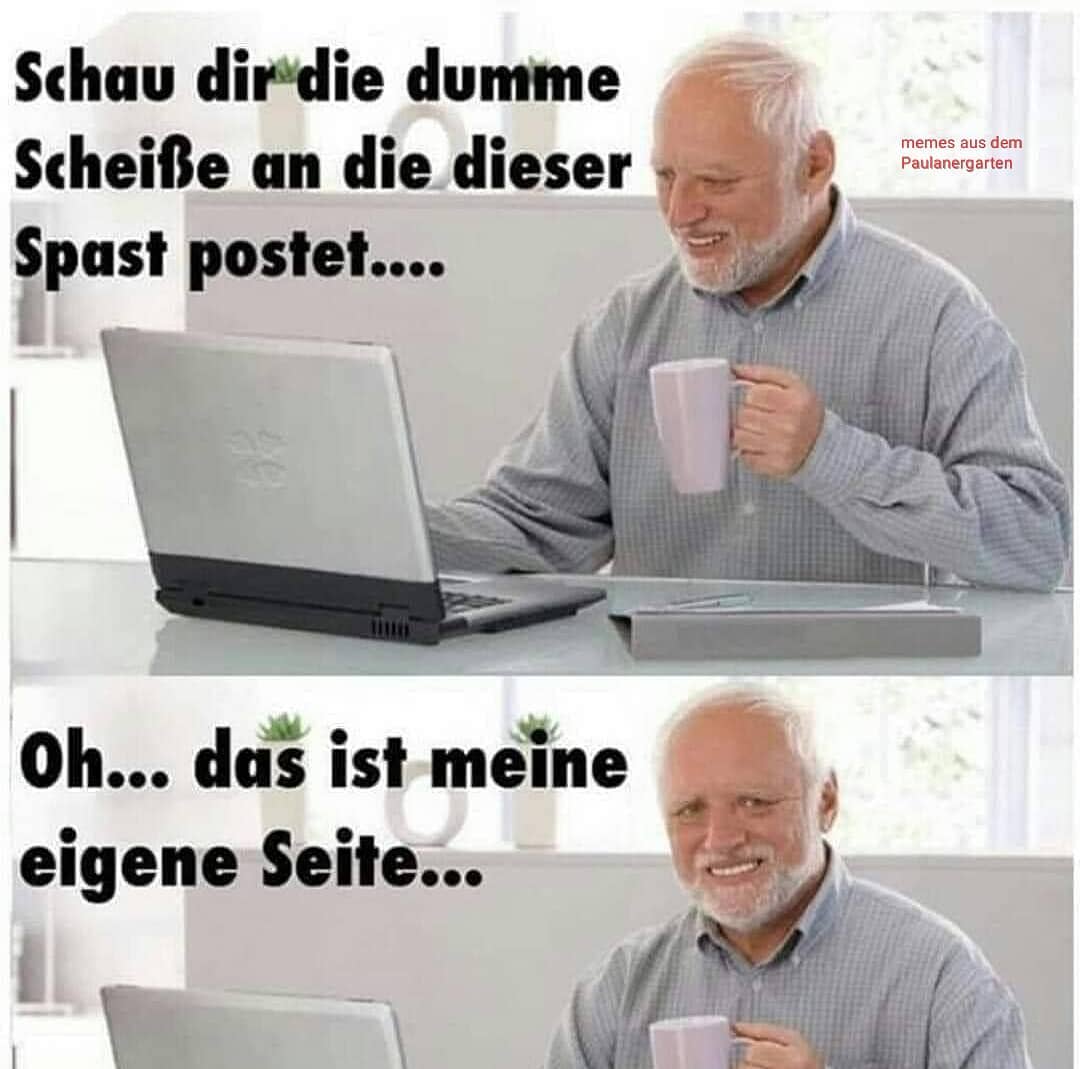 Schau dir die dumme
Scheiße an die dieser
Spast postet....
memes aus dem
Paulanergarten
Oh... das ist meine
eigene Seite...